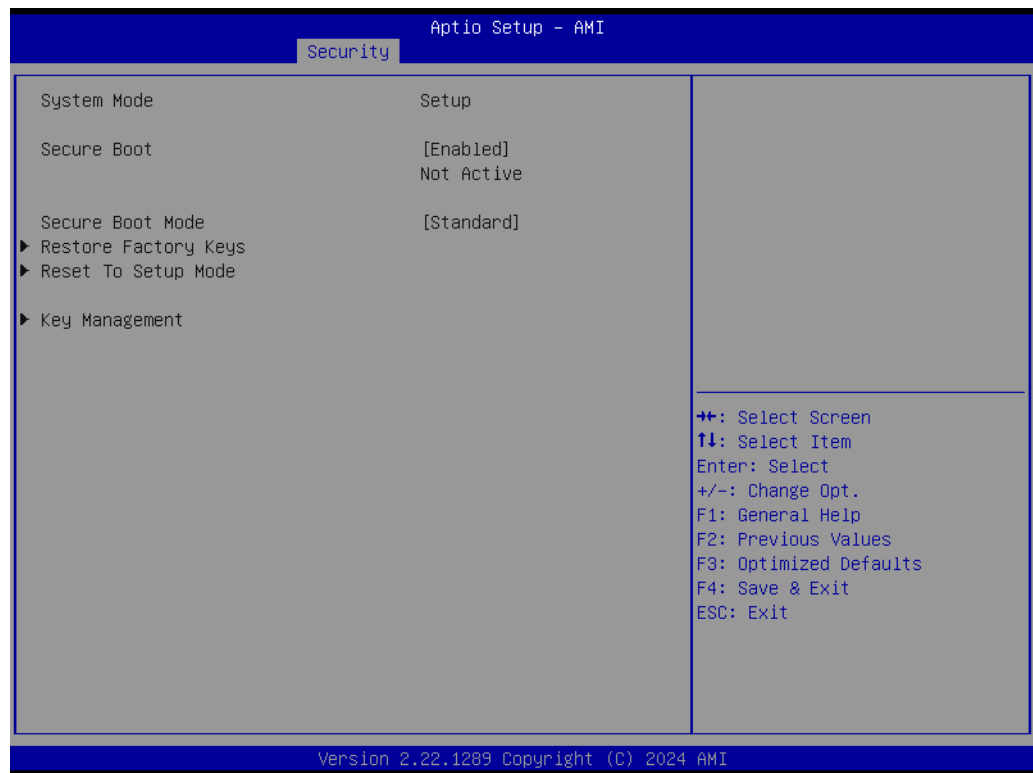 Aptio Setup – AMI
Security
System Mode Setup
Secure Boot [Enabled]
Not Active
Secure Boot Mode [Standard]
▶ Restore Factory Keys
▶ Reset To Setup Mode
▶ Key Management
→←: Select Screen
↑↓: Select Item
Enter: Select
+/-: Change Opt.
F1: General Help
F2: Previous Values
F3: Optimized Defaults
F4: Save & Exit
ESC: Exit
Version 2.22.1289 Copyright (C) 2024 AMI